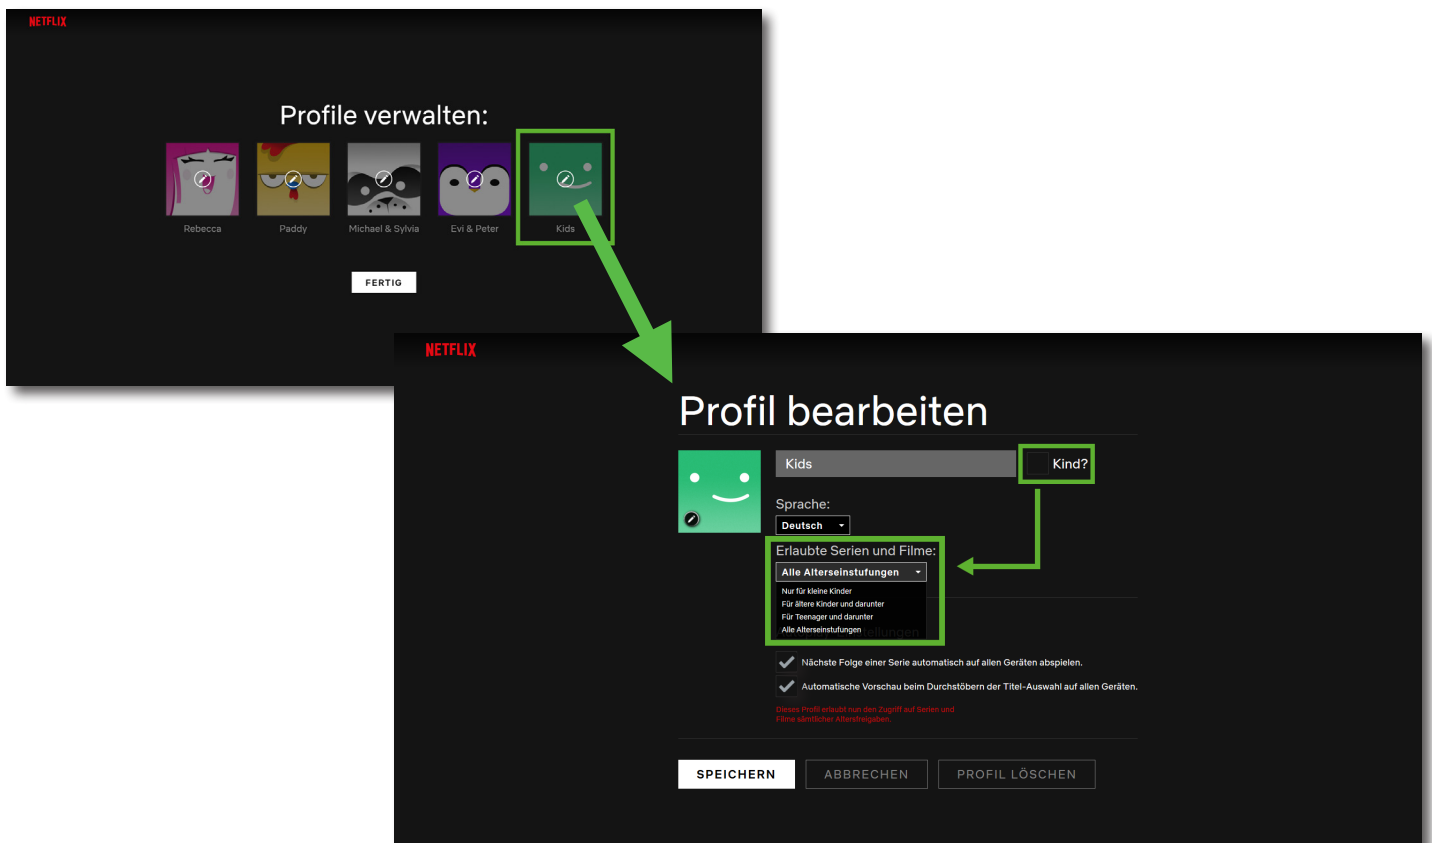 NETFLIX
Profile verwalten:
Rebecca
Paddy
Michael & Sylvia
Evi & Peter
Kids
FERTIG
NETFLIX
Profil bearbeiten
Kids
Kind?
Sprache:
Deutsch
Erlaubte Serien und Filme:
Alle Alterseinstufungen
Nur für kleine Kinder
Für ältere Kinder und darunter
Für Teenager und darunter
Alle Alterseinstufungen
Nächste Folge einer Serie automatisch auf allen Geräten abspielen.
Automatische Vorschau beim Durchstöbern der Titel-Auswahl auf allen Geräten.
Dieses Profil erlaubt nun den Zugriff auf Serien und
Filme sämtlicher Altersfreigaben.
SPEICHERN
ABBRECHEN
PROFIL LÖSCHEN